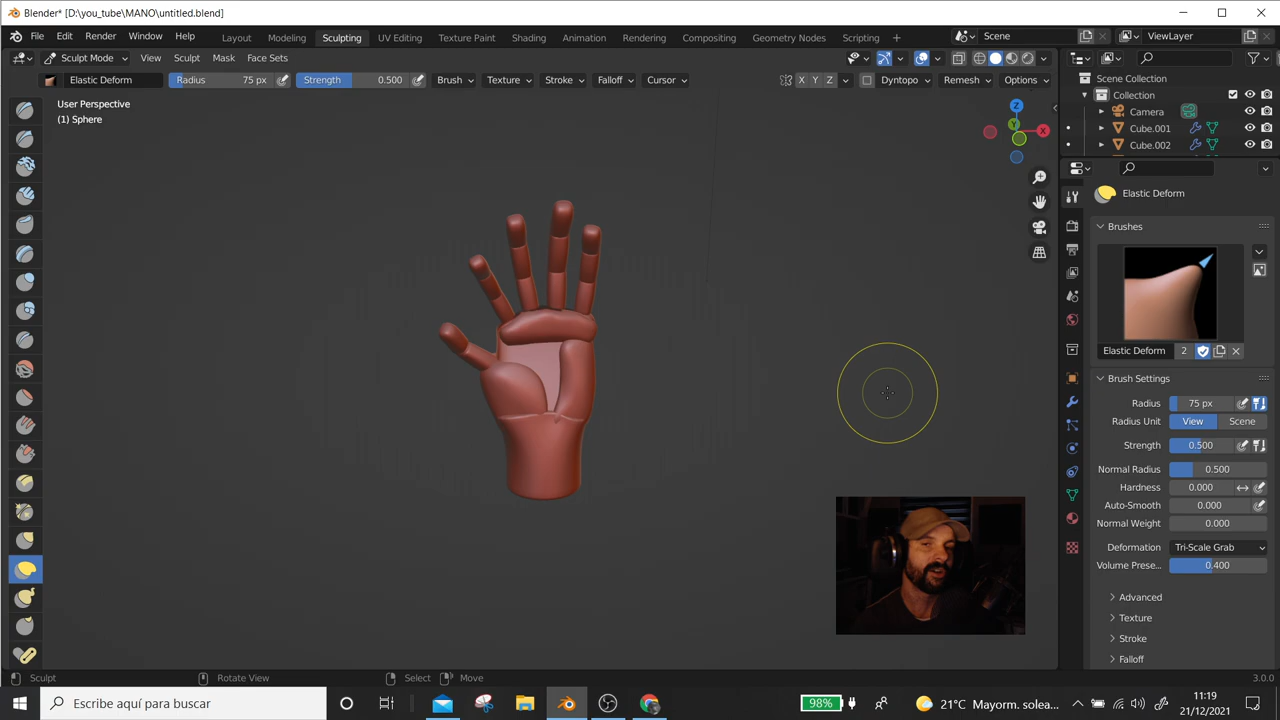 Blender* [D:\you_tube\MANO\untitled.blend]
File Edit Render Window Help Layout Modeling Sculpting UV Editing Texture Paint Shading Animation Rendering Compositing Geometry Nodes Scripting + Scene ViewLayer
Sculpt Mode View Sculpt Mask Face Sets
Elastic Deform Radius 75 px Strength 0.500 Brush Texture Stroke Falloff Cursor X Y Z Dyntopo Remesh Options
User Perspective
(1) Sphere
Z
Y
X
Scene Collection
Collection
Camera
Cube.001
Cube.002
Elastic Deform
Brushes
Elastic Deform 2
Brush Settings
Radius 75 px
Radius Unit View Scene
Strength 0.500
Normal Radius 0.500
Hardness 0.000
Auto-Smooth 0.000
Normal Weight 0.000
Deformation Tri-Scale Grab
Volume Prese... 0.400
Advanced
Texture
Stroke
Falloff
Sculpt Rotate View Select Move 3.0.0
Escribe aquí para buscar 98% 21°C Mayorm. solea... 11:19
21/12/2021